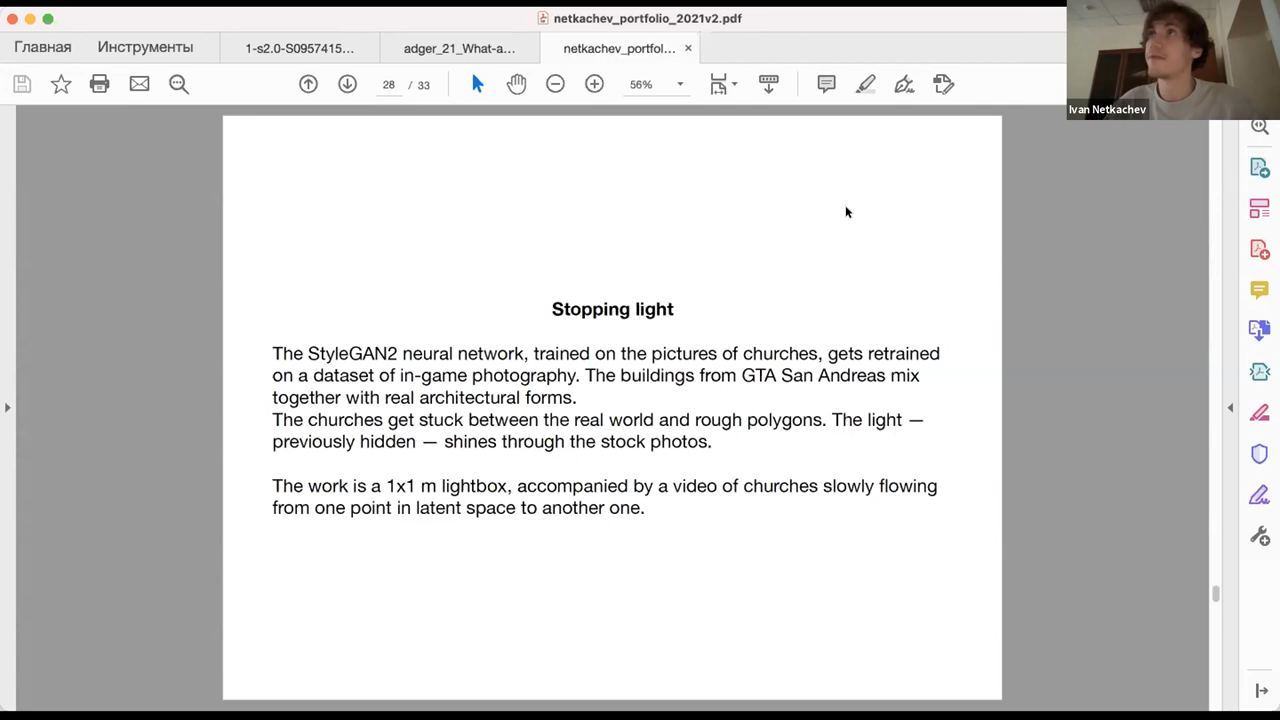 netkachev_portfolio_2021v2.pdf
Главная
Инструменты
1-s2.0-S0957415...
adger_21_What-a...
netkachev_portfol...
28 / 33
56%
Ivan Netkachev
Stopping light
The StyleGAN2 neural network, trained on the pictures of churches, gets retrained
on a dataset of in-game photography. The buildings from GTA San Andreas mix
together with real architectural forms.
The churches get stuck between the real world and rough polygons. The light —
previously hidden — shines through the stock photos.
The work is a 1x1 m lightbox, accompanied by a video of churches slowly flowing
from one point in latent space to another one.